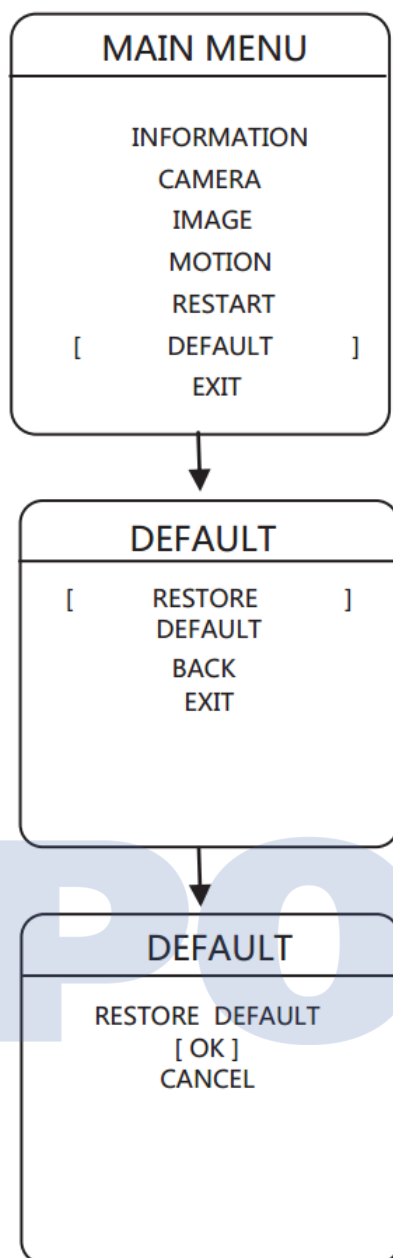 MAIN MENU
INFORMATION
CAMERA
IMAGE
MOTION
RESTART
[ DEFAULT ]
EXIT
DEFAULT
[ RESTORE ]
DEFAULT
BACK
EXIT
DEFAULT
RESTORE DEFAULT
[ OK ]
CANCEL
PO